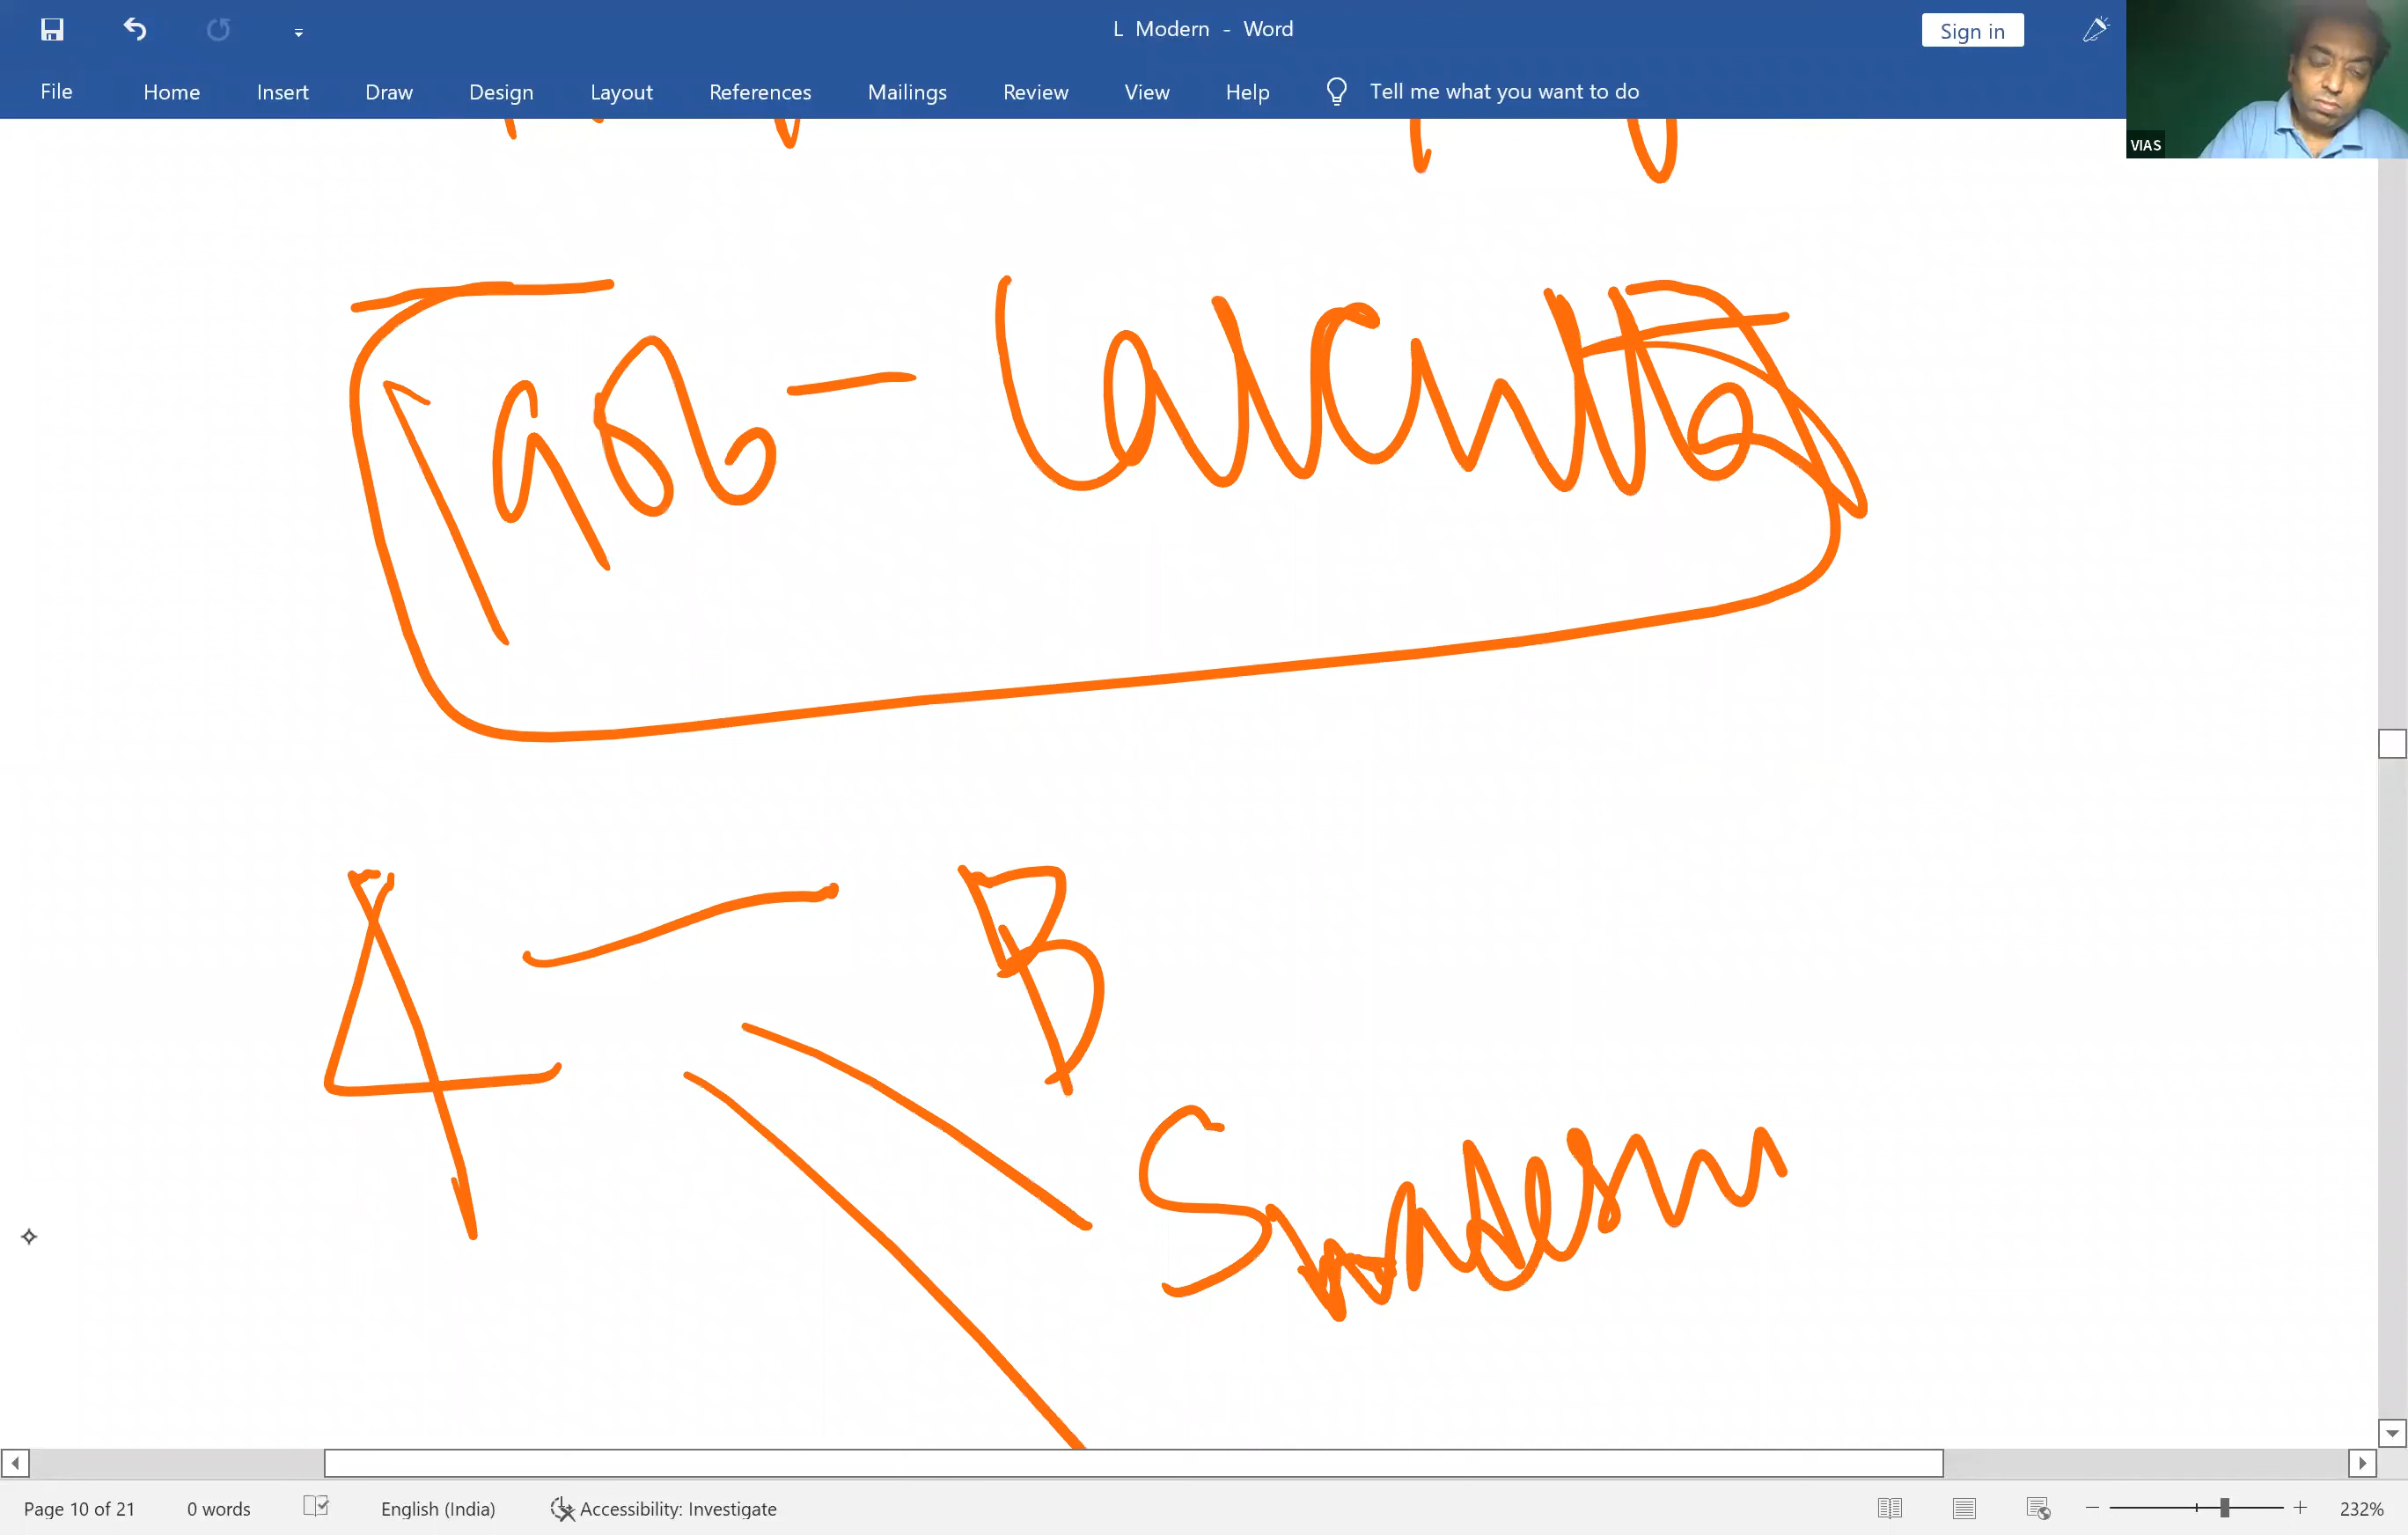 L Modern - Word
Sign in
File Home Insert Draw Design Layout References Mailings Review View Help Tell me what you want to do
VIAS
1906 - Calcutta
A - B
Swadeshi
Page 10 of 21 0 words English (India) Accessibility: Investigate 232%